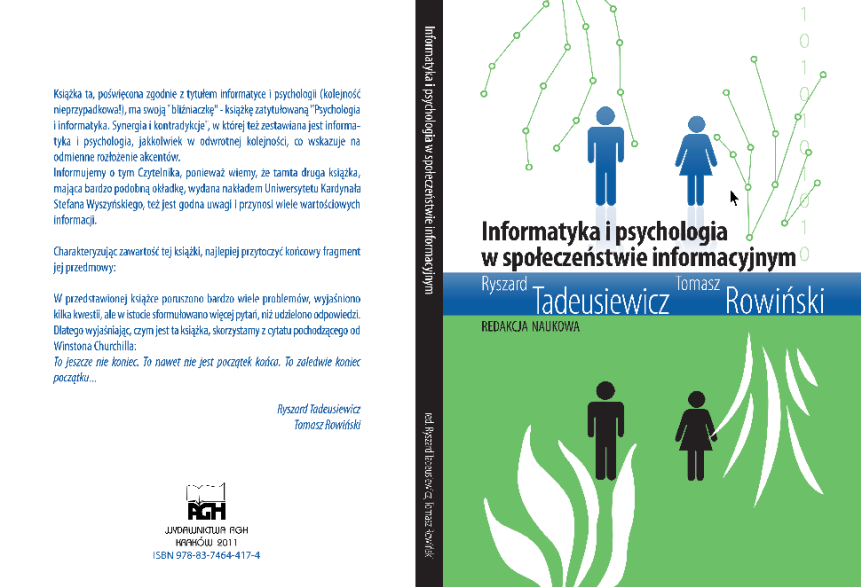 Książka ta, poświęcona zgodnie z tytułem informatyce i psychologii (kolejność
nieprzypadkowa!), ma swoją "bliźniaczkę" - książkę zatytułowaną "Psychologia
i informatyka. Synergia i kontradykcje", w której też zestawiana jest informa-
tyka i psychologia, jakkolwiek w odwrotnej kolejności, co wskazuje na
odmienne rozłożenie akcentów.
Informujemy o tym Czytelnika, ponieważ wiemy, że tamta druga książka,
mająca bardzo podobną okładkę, wydana nakładem Uniwersytetu Kardynała
Stefana Wyszyńskiego, też jest godna uwagi i przynosi wiele wartościowych
informacji.
Charakteryzując zawartość tej książki, najlepiej przytoczyć końcowy fragment
jej przedmowy:
W przedstawionej książce poruszono bardzo wiele problemów, wyjaśniono
kilka kwestii, ale w istocie sformułowano więcej pytań, niż udzielono odpowiedzi.
Dlatego wyjaśniając, czym jest ta książka, skorzystamy z cytatu pochodzącego od
Winstona Churchilla:
To jeszcze nie koniec. To nawet nie jest początek końca. To zaledwie koniec
początku...
Ryszard Tadeusiewicz
Tomasz Rowiński
AGH
WYDAWNICTWA AGH
KRAKÓW 2011
ISBN 978-83-7464-417-4
Informatyka i psychologia w społeczeństwie informacyjnym
red. Ryszard Tadeusiewicz, Tomasz Rowiński
1
0
1
0
1
0
1
0
1
0
Informatyka i psychologia
w społeczeństwie informacyjnym
Ryszard Tadeusiewicz Tomasz Rowiński
REDAKCJA NAUKOWA